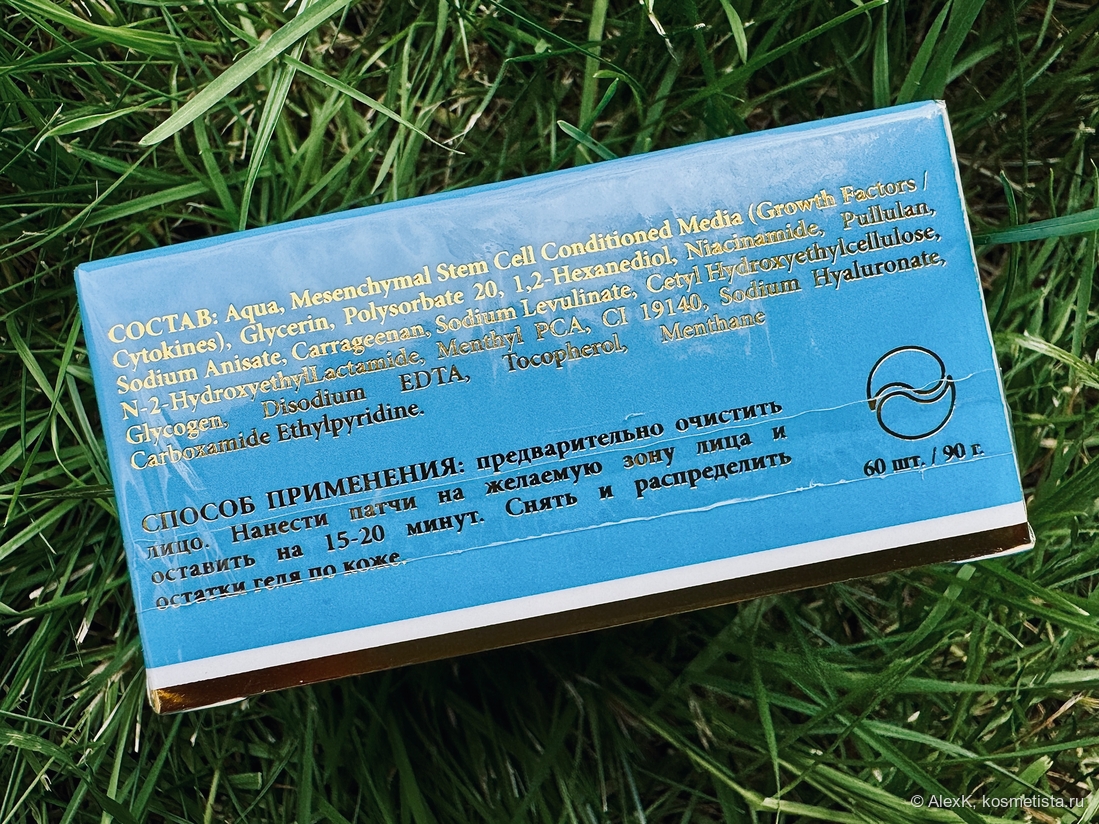 СОСТАВ: Aqua, Mesenchymal Stem Cell Conditioned Media (Growth Factors /
Cytokines), Glycerin, Polysorbate 20, 1,2-Hexanediol, Niacinamide, Pullulan,
Sodium Anisate, Carrageenan, Sodium Levulinate, Cetyl Hydroxyethylcellulose,
N-2-HydroxyethylLactamide, Menthyl PCA, CI 19140, Sodium Hyaluronate,
Glycogen, Disodium EDTA, Tocopherol, Menthane
Carboxamide Ethylpyridine.
СПОСОБ ПРИМЕНЕНИЯ: предварительно очистить
лицо. Нанести патчи на желаемую зону лица и
оставить на 15-20 минут. Снять и распределить
остатки геля по коже.
60 шт. / 90 г.
© AlexK, kosmetista.ru